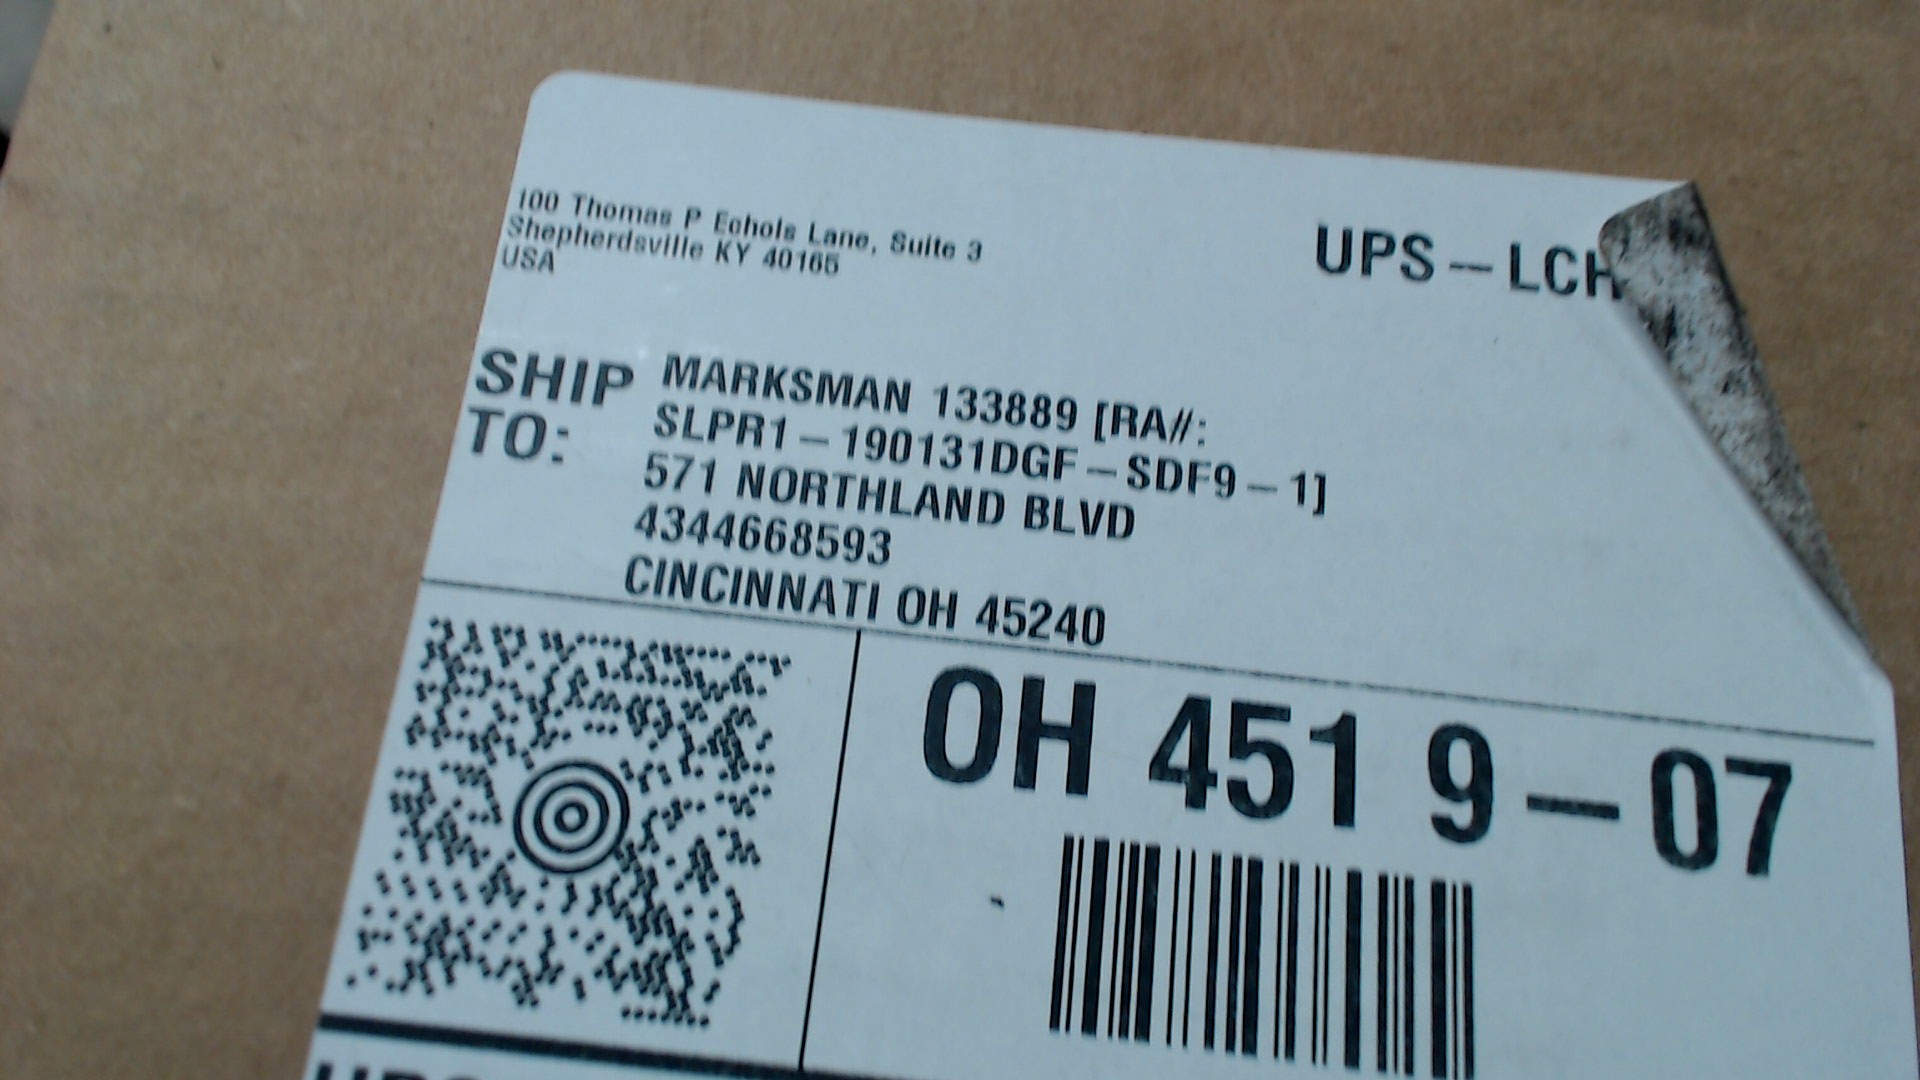 100 Thomas P Echols Lane, Suite 3
Shepherdsville KY 40165
USA
UPS-LCH
SHIP TO:
MARKSMAN 133889 [RA#:
SLPR1-190131DGF-SDF9-1]
571 NORTHLAND BLVD
4344668593
CINCINNATI OH 45240
OH 451 9-07